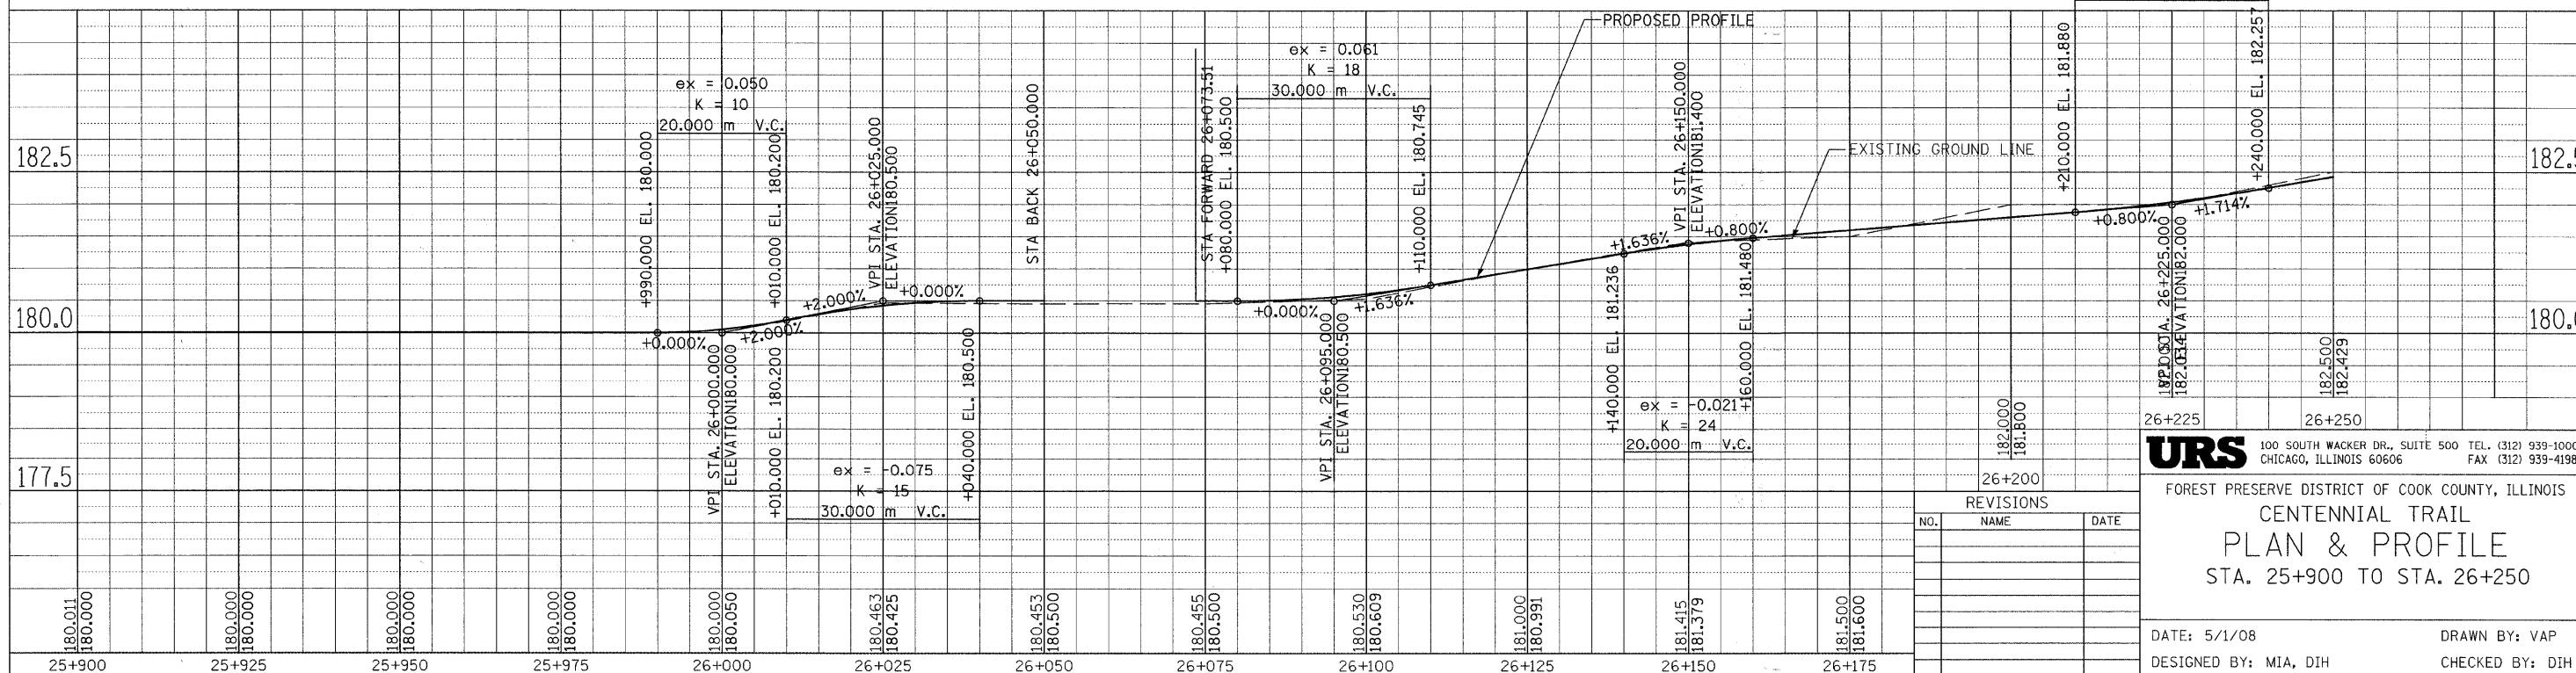 PROPOSED PROFILE
EXISTING GROUND LINE
182.5
180.0
177.5
182.5
180.0
ex = 0.050
K = 10
20.000 m V.C.
+990.000 EL. 180.000
+010.000 EL. 180.200
+0.000%
+2.000%
VPI STA. 26+000.000
ELEVATION180.000
+2.000%
+0.000%
VPI STA. 26+025.000
ELEVATION180.500
+010.000 EL. 180.200
+040.000 EL. 180.500
ex = -0.075
K = 15
30.000 m V.C.
STA BACK 26+050.000
STA FORWARD 26+073.51
+080.000 EL. 180.500
ex = 0.061
K = 18
30.000 m V.C.
+110.000 EL. 180.745
+0.000%
+1.636%
VPI STA. 26+095.000
ELEVATION180.500
+1.636%
+0.800%
VPI STA. 26+150.000
ELEVATION181.400
+140.000 EL. 181.236
+160.000 EL. 181.480
ex = -0.021
K = 24
20.000 m V.C.
+210.000 EL. 181.880
+240.000 EL. 182.257
+0.800%
+1.714%
VPI STA. 26+225.000
ELEVATION182.000
180.011
180.000
180.000
180.000
180.000
180.000
180.000
180.000
180.000
180.050
180.463
180.425
180.453
180.500
180.455
180.500
180.530
180.609
181.000
180.991
181.415
181.379
181.500
181.600
182.000
181.800
182.500
182.429
25+900
25+925
25+950
25+975
26+000
26+025
26+050
26+075
26+100
26+125
26+150
26+175
26+200
26+225
26+250
REVISIONS
NO. NAME DATE
URS
100 SOUTH WACKER DR., SUITE 500 TEL. (312) 939-1000
CHICAGO, ILLINOIS 60606 FAX (312) 939-4198
FOREST PRESERVE DISTRICT OF COOK COUNTY, ILLINOIS
CENTENNIAL TRAIL
PLAN & PROFILE
STA. 25+900 TO STA. 26+250
DATE: 5/1/08 DRAWN BY: VAP
DESIGNED BY: MIA, DIH CHECKED BY: DIH